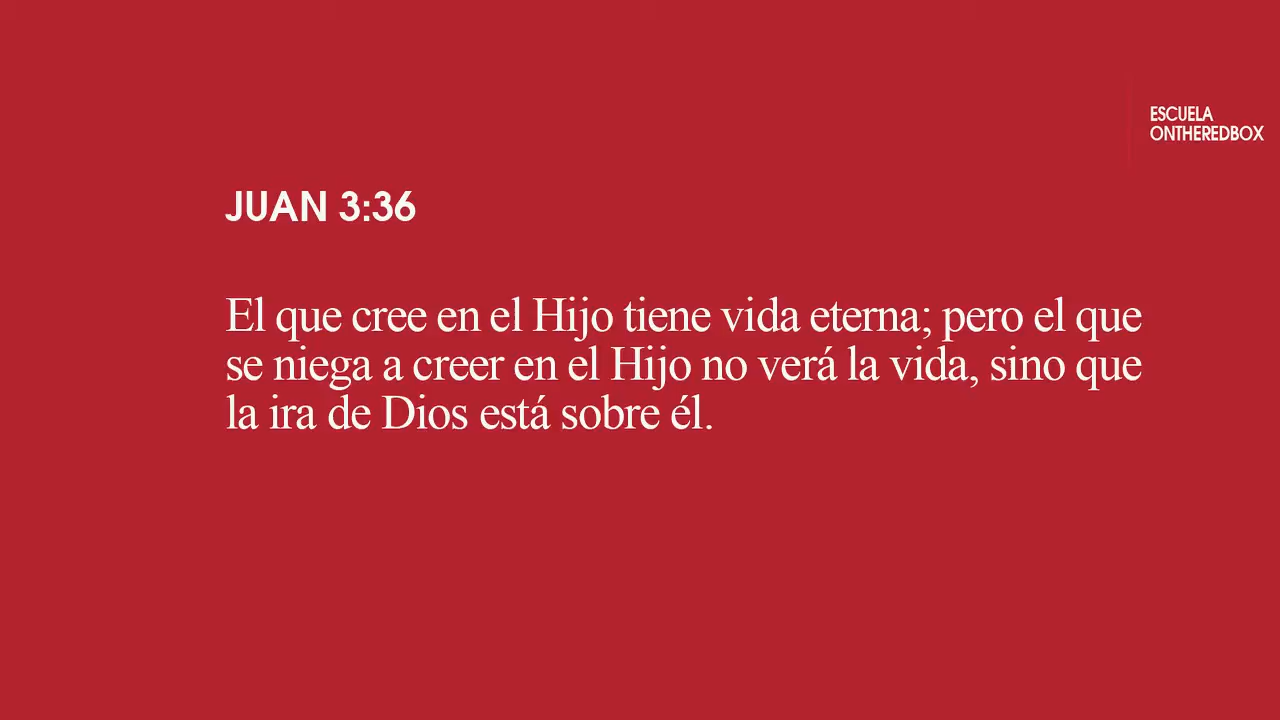 ESCUELA
ONTHEREDBOX
JUAN 3:36
El que cree en el Hijo tiene vida eterna; pero el que
se niega a creer en el Hijo no verá la vida, sino que
la ira de Dios está sobre él.